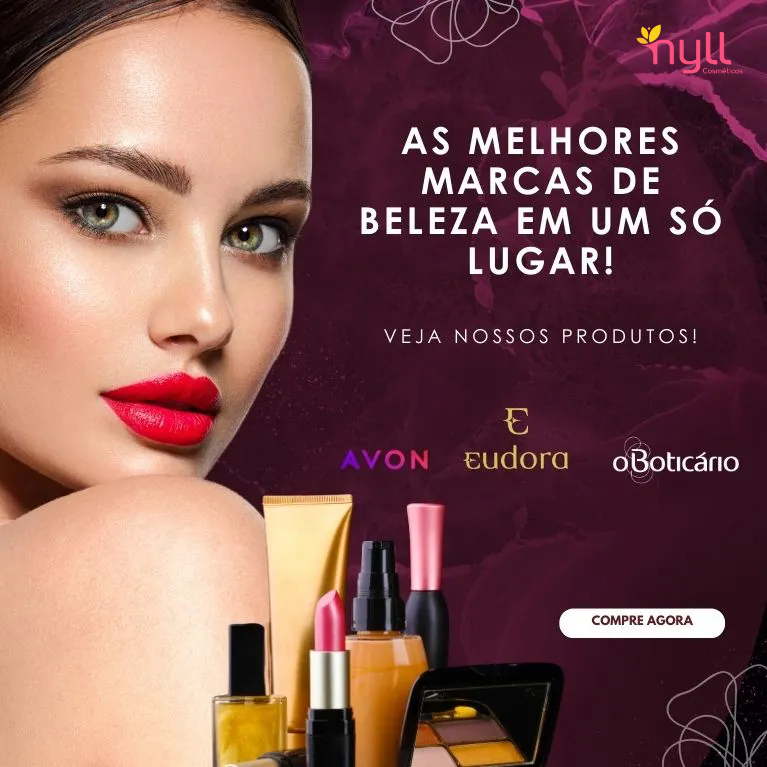 nyll
Cosméticos
AS MELHORES
MARCAS DE
BELEZA EM UM SÓ
LUGAR!
VEJA NOSSOS PRODUTOS!
E
AVON
eudora
oBoticário
COMPRE AGORA